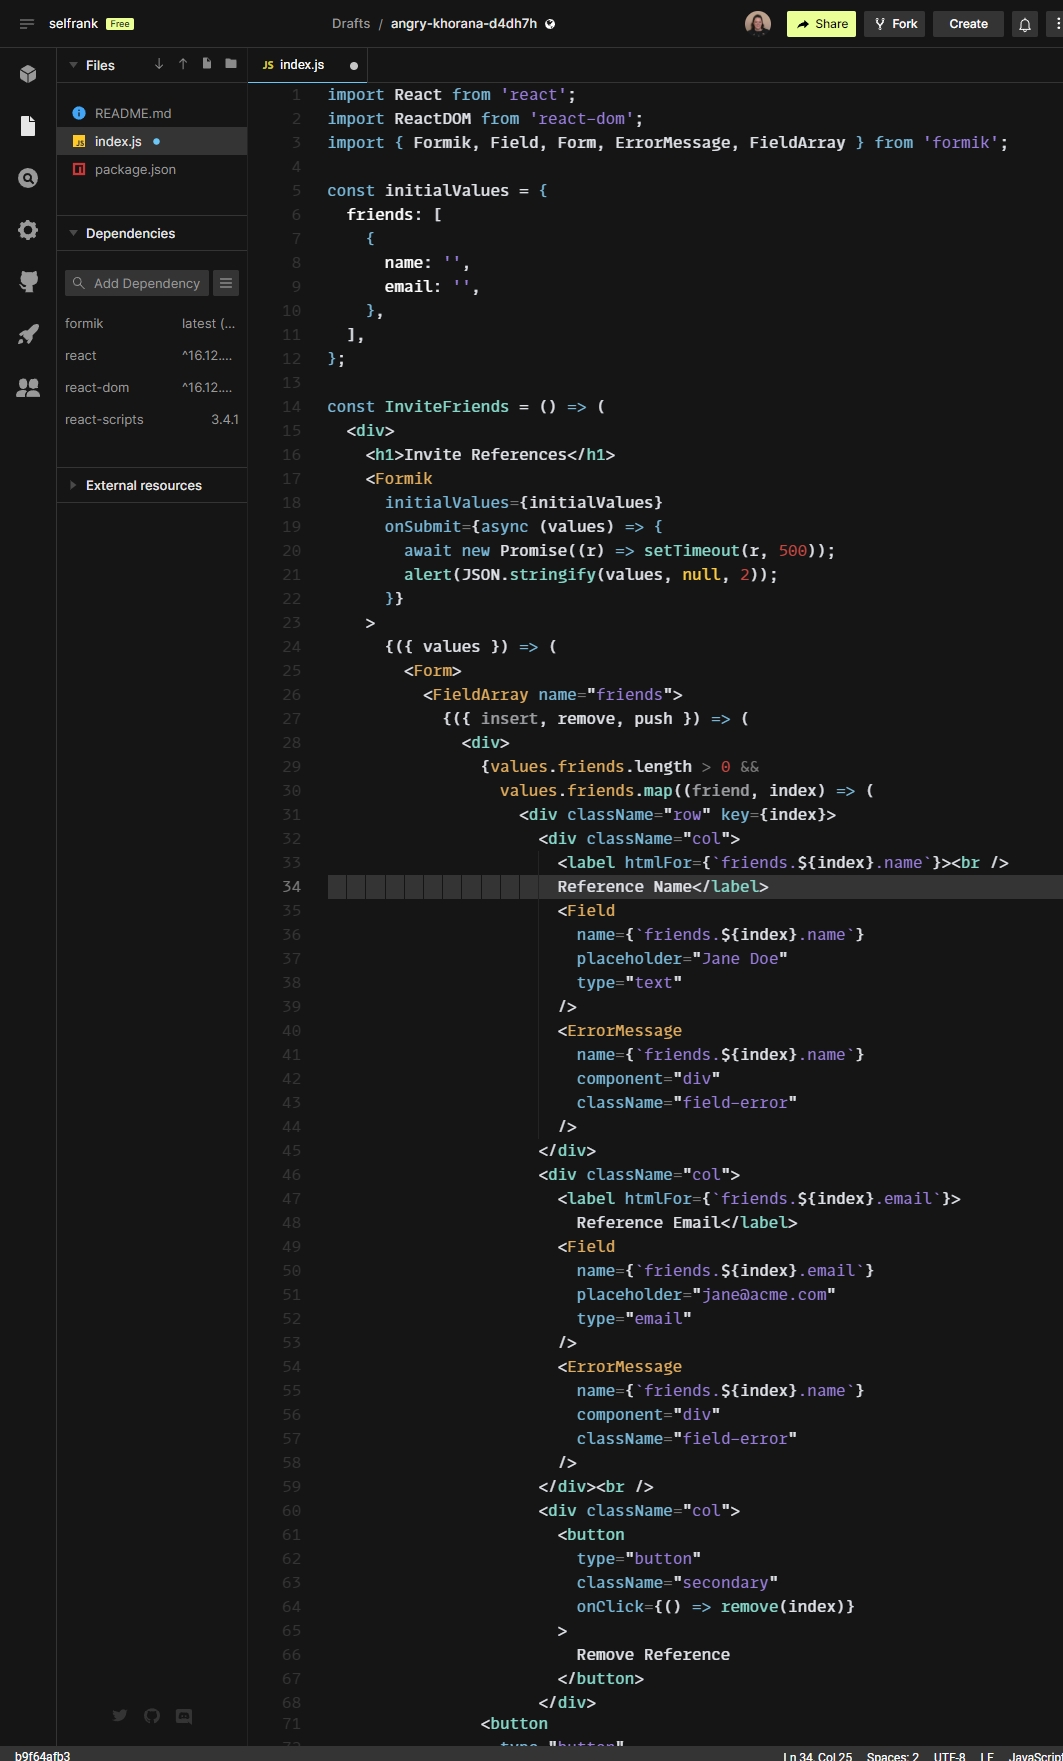 selfrank Free Drafts / angry-khorana-d4dh7h Share Fork Create
Files
README.md
index.js
package.json
Dependencies
Add Dependency
formik latest (...
react ^16.12....
react-dom ^16.12....
react-scripts 3.4.1
External resources
JS index.js
1 import React from 'react';
2 import ReactDOM from 'react-dom';
3 import { Formik, Field, Form, ErrorMessage, FieldArray } from 'formik';
4
5 const initialValues = {
6 friends: [
7 {
8 name: '',
9 email: '',
10 },
11 ],
12 };
13
14 const InviteFriends = () => (
15 <div>
16 <h1>Invite References</h1>
17 <Formik
18 initialValues={initialValues}
19 onSubmit={async (values) => {
20 await new Promise((r) => setTimeout(r, 500));
21 alert(JSON.stringify(values, null, 2));
22 }}
23 >
24 {({ values }) => (
25 <Form>
26 <FieldArray name="friends">
27 {({ insert, remove, push }) => (
28 <div>
29 {values.friends.length > 0 &&
30 values.friends.map((friend, index) => (
31 <div className="row" key={index}>
32 <div className="col">
33 <label htmlFor={`friends.${index}.name`}><br />
34 Reference Name</label>
35 <Field
36 name={`friends.${index}.name`}
37 placeholder="Jane Doe"
38 type="text"
39 />
40 <ErrorMessage
41 name={`friends.${index}.name`}
42 component="div"
43 className="field-error"
44 />
45 </div>
46 <div className="col">
47 <label htmlFor={`friends.${index}.email`}>
48 Reference Email</label>
49 <Field
50 name={`friends.${index}.email`}
51 placeholder="jane@acme.com"
52 type="email"
53 />
54 <ErrorMessage
55 name={`friends.${index}.name`}
56 component="div"
57 className="field-error"
58 />
59 </div><br />
60 <div className="col">
61 <button
62 type="button"
63 className="secondary"
64 onClick={() => remove(index)}
65 >
66 Remove Reference
67 </button>
68 </div>
71 <button
b9f64afb3 Ln 34, Col 25 Spaces: 2 UTF-8 LF JavaScript